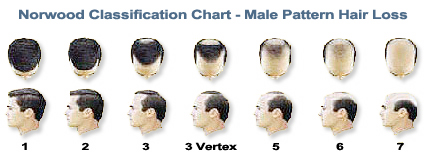 Norwood Classification Chart - Male Pattern Hair Loss
1 2 3 3 Vertex 5 6 7